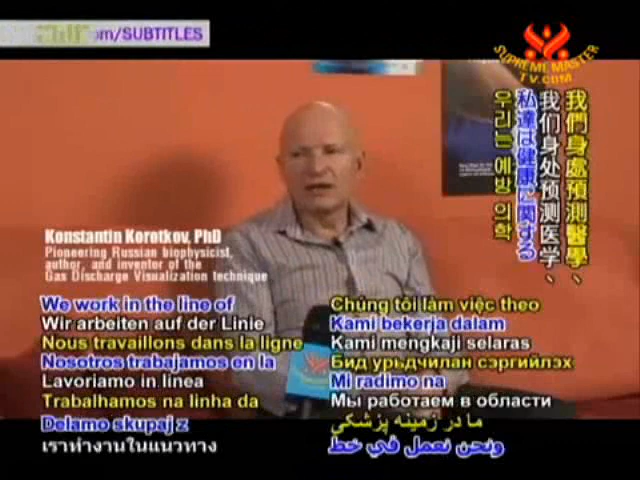 om/SUBTITLES
SUPREME MASTER
TV.COM
我們身處預測醫學、
我们身处预测医学、
私達は健康に関する
우리는 예방 의학
Konstantin Korotkov, PhD
Pioneering Russian biophysicist,
author, and inventor of the
Gas Discharge Visualization technique
We work in the line of
Wir arbeiten auf der Linie
Nous travaillons dans la ligne
Nosotros trabajamos en la
Lavoriamo in linea
Trabalhamos na linha da
Delamo skupaj z
เราทำงานในแนวทาง
Chúng tôi làm việc theo
Kami bekerja dalam
Kami mengkaji selaras
Бид урьдчилан сэргийлэх
Mi radimo na
Мы работаем в области
ما در زمینه پزشکی
ونحن نعمل في خط